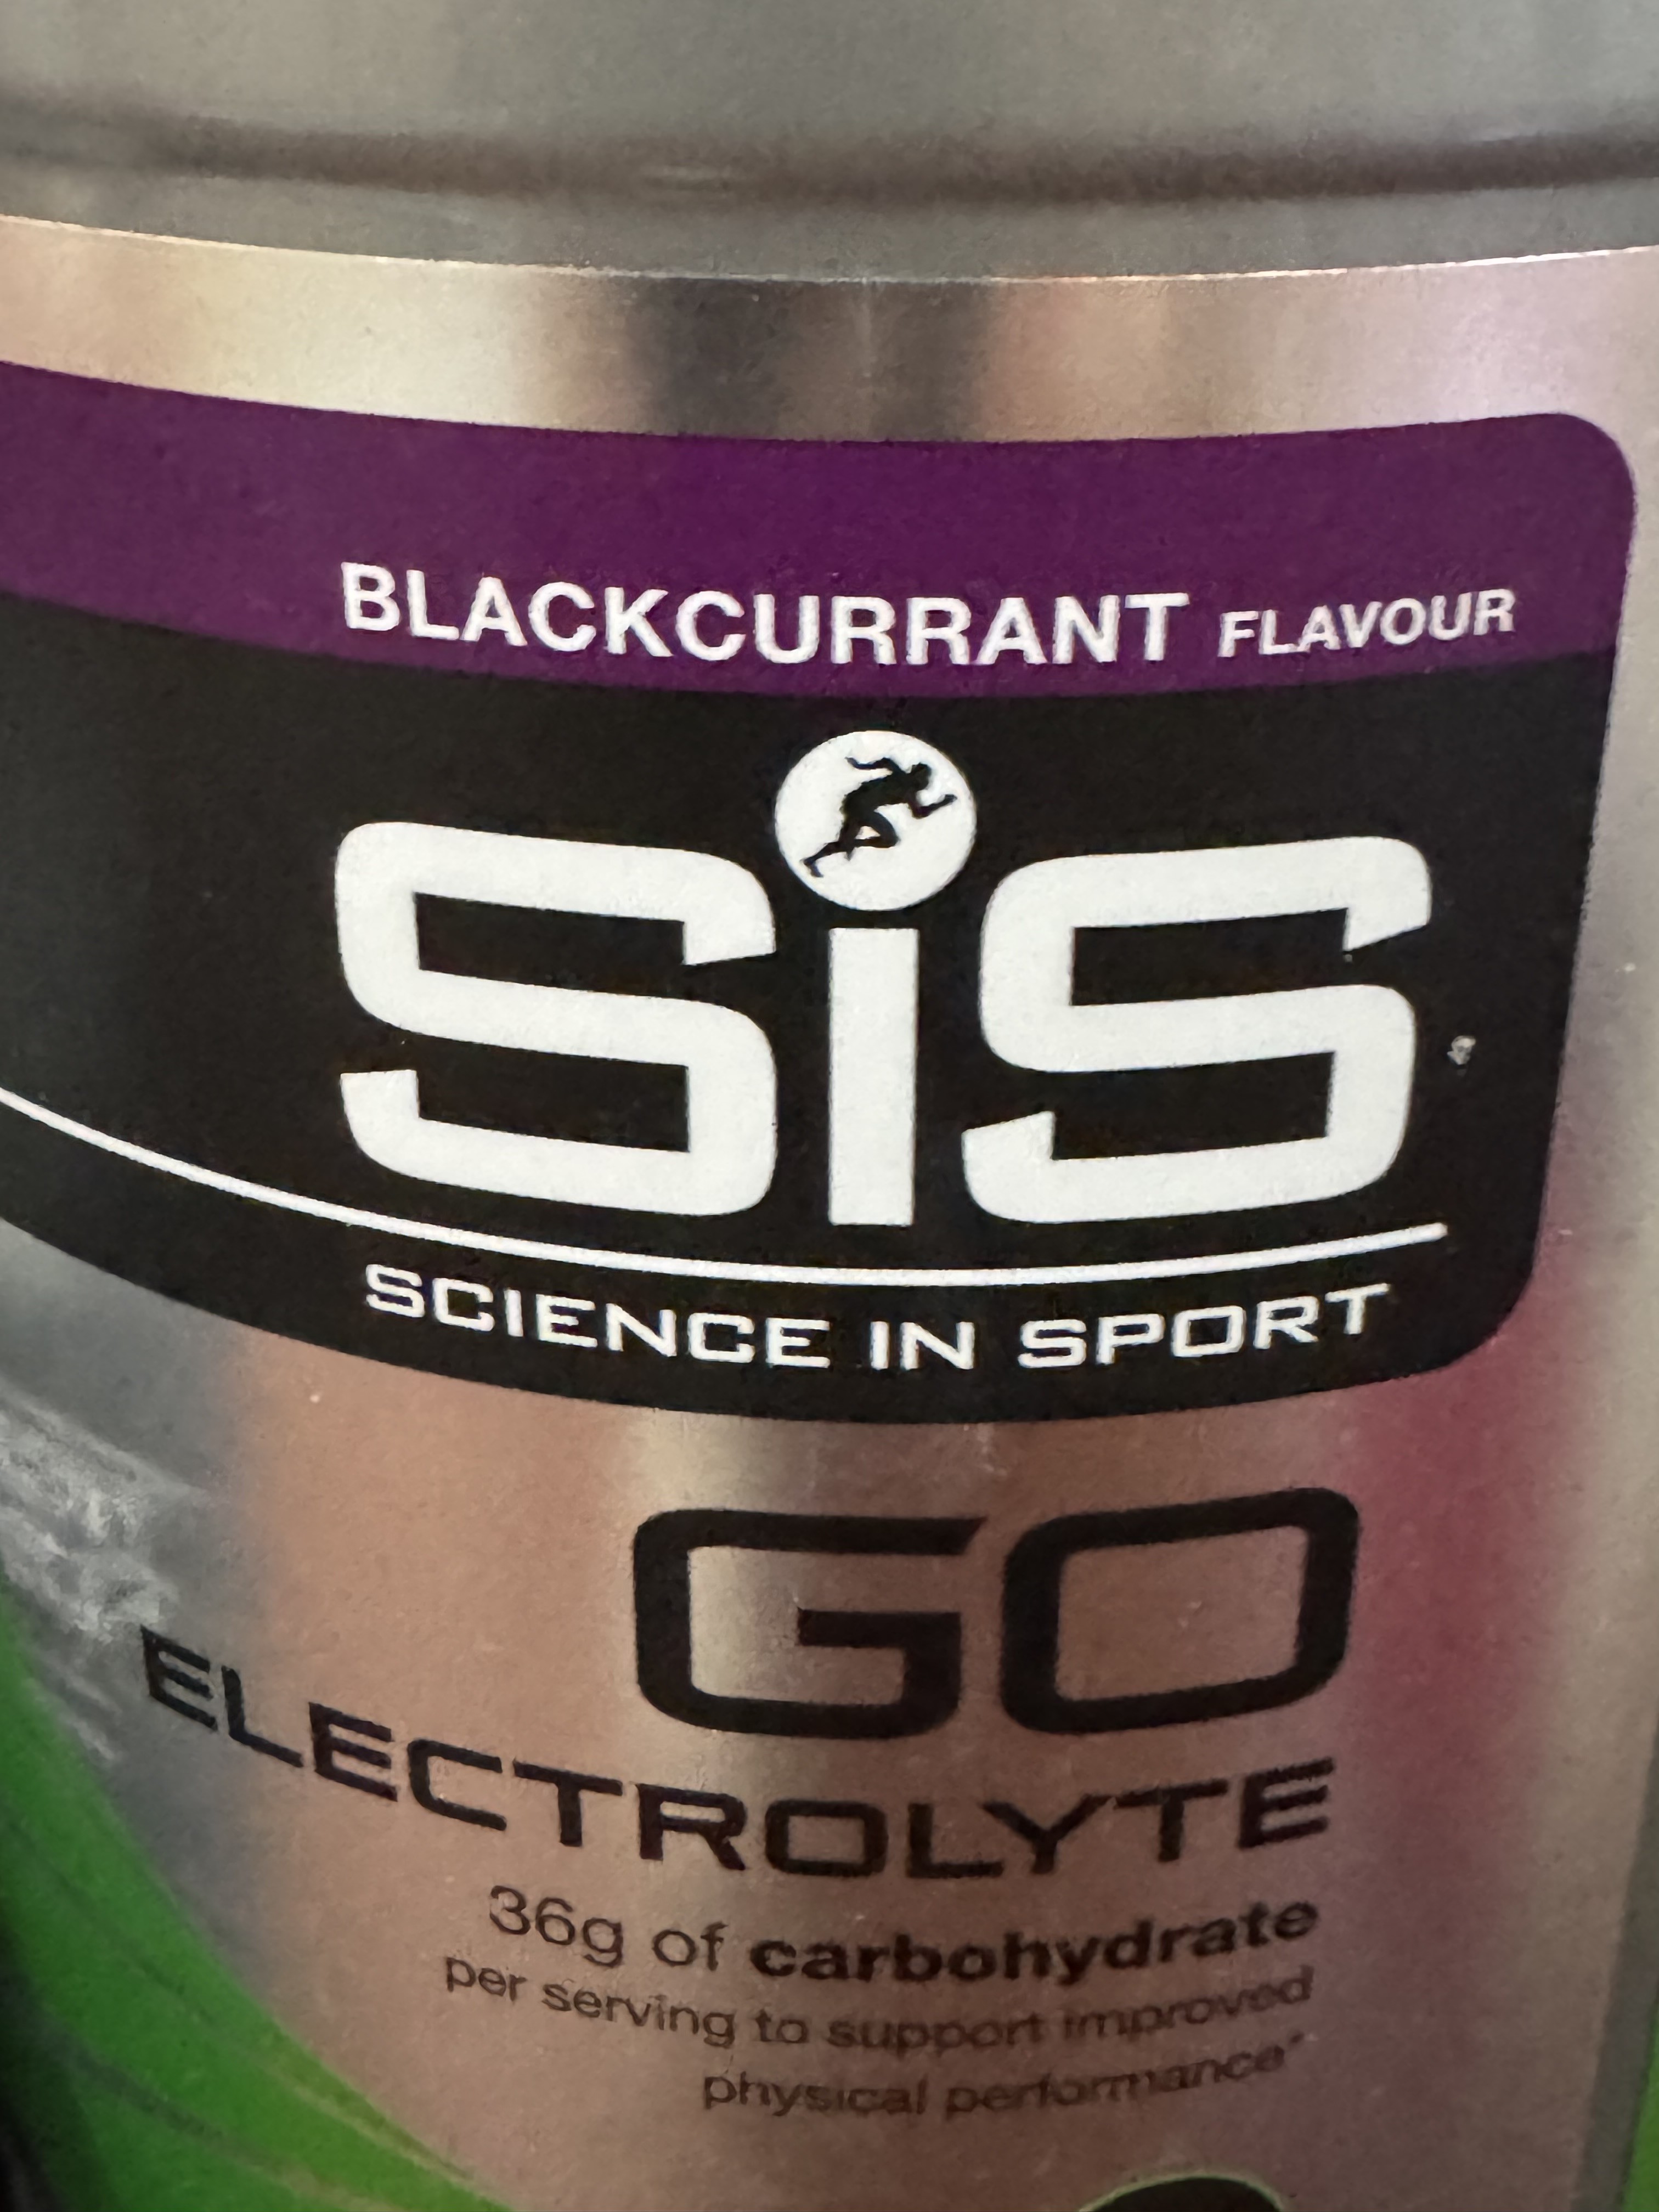 BLACKCURRANT FLAVOUR
SiS
SCIENCE IN SPORT
GO
ELECTROLYTE
36g of carbohydrate
per serving to support improved
physical performance*